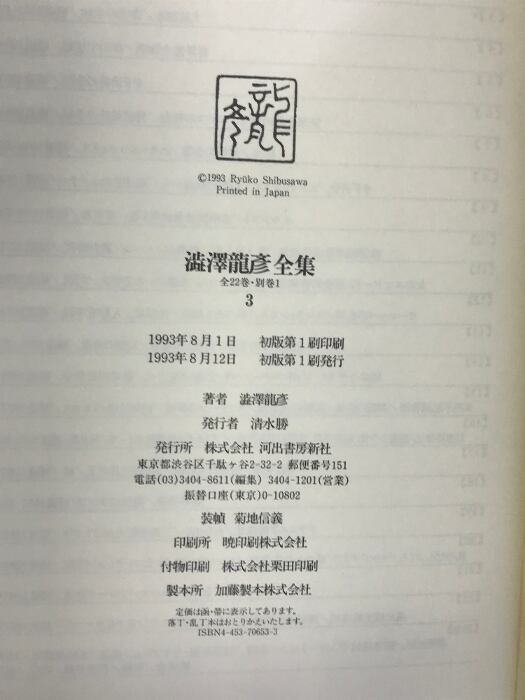 ©1993 Ryūko Shibusawa
Printed in Japan
澁澤龍彥全集
全22巻・別巻1
3
1993年8月1日 初版第1刷印刷
1993年8月12日 初版第1刷発行
著者 澁澤龍彥
発行者 清水勝
発行所 株式会社 河出書房新社
東京都渋谷区千駄ヶ谷2-32-2 郵便番号151
電話(03)3404-8611(編集) 3404-1201(営業)
振替口座(東京)0-10802
装幀 菊地信義
印刷所 暁印刷株式会社
付物印刷 株式会社栗田印刷
製本所 加藤製本株式会社
定価は函・帯に表示してあります。
落丁・乱丁本はおとりかえいたします。
ISBN4-453-70653-3